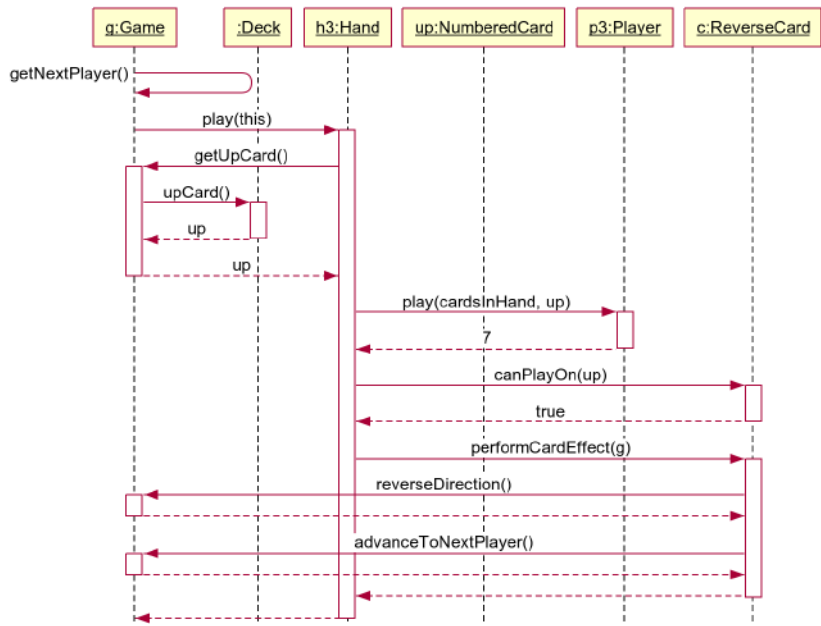 g:Game
:Deck
h3:Hand
up:NumberedCard
p3:Player
c:ReverseCard
getNextPlayer()
play(this)
getUpCard()
upCard()
up
up
play(cardsInHand, up)
7
canPlayOn(up)
true
performCardEffect(g)
reverseDirection()
advanceToNextPlayer()